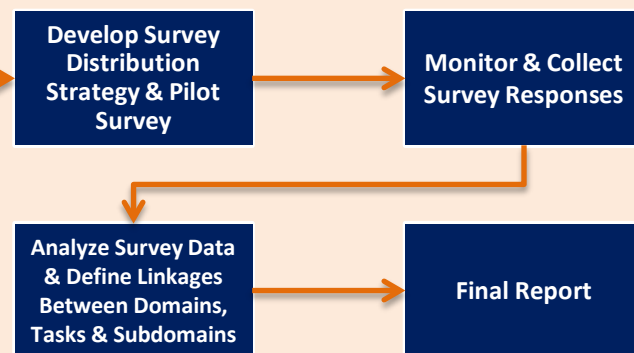 Develop Survey
Distribution
Strategy & Pilot
Survey
Monitor & Collect
Survey Responses
Analyze Survey Data
& Define Linkages
Between Domains,
Tasks & Subdomains
Final Report